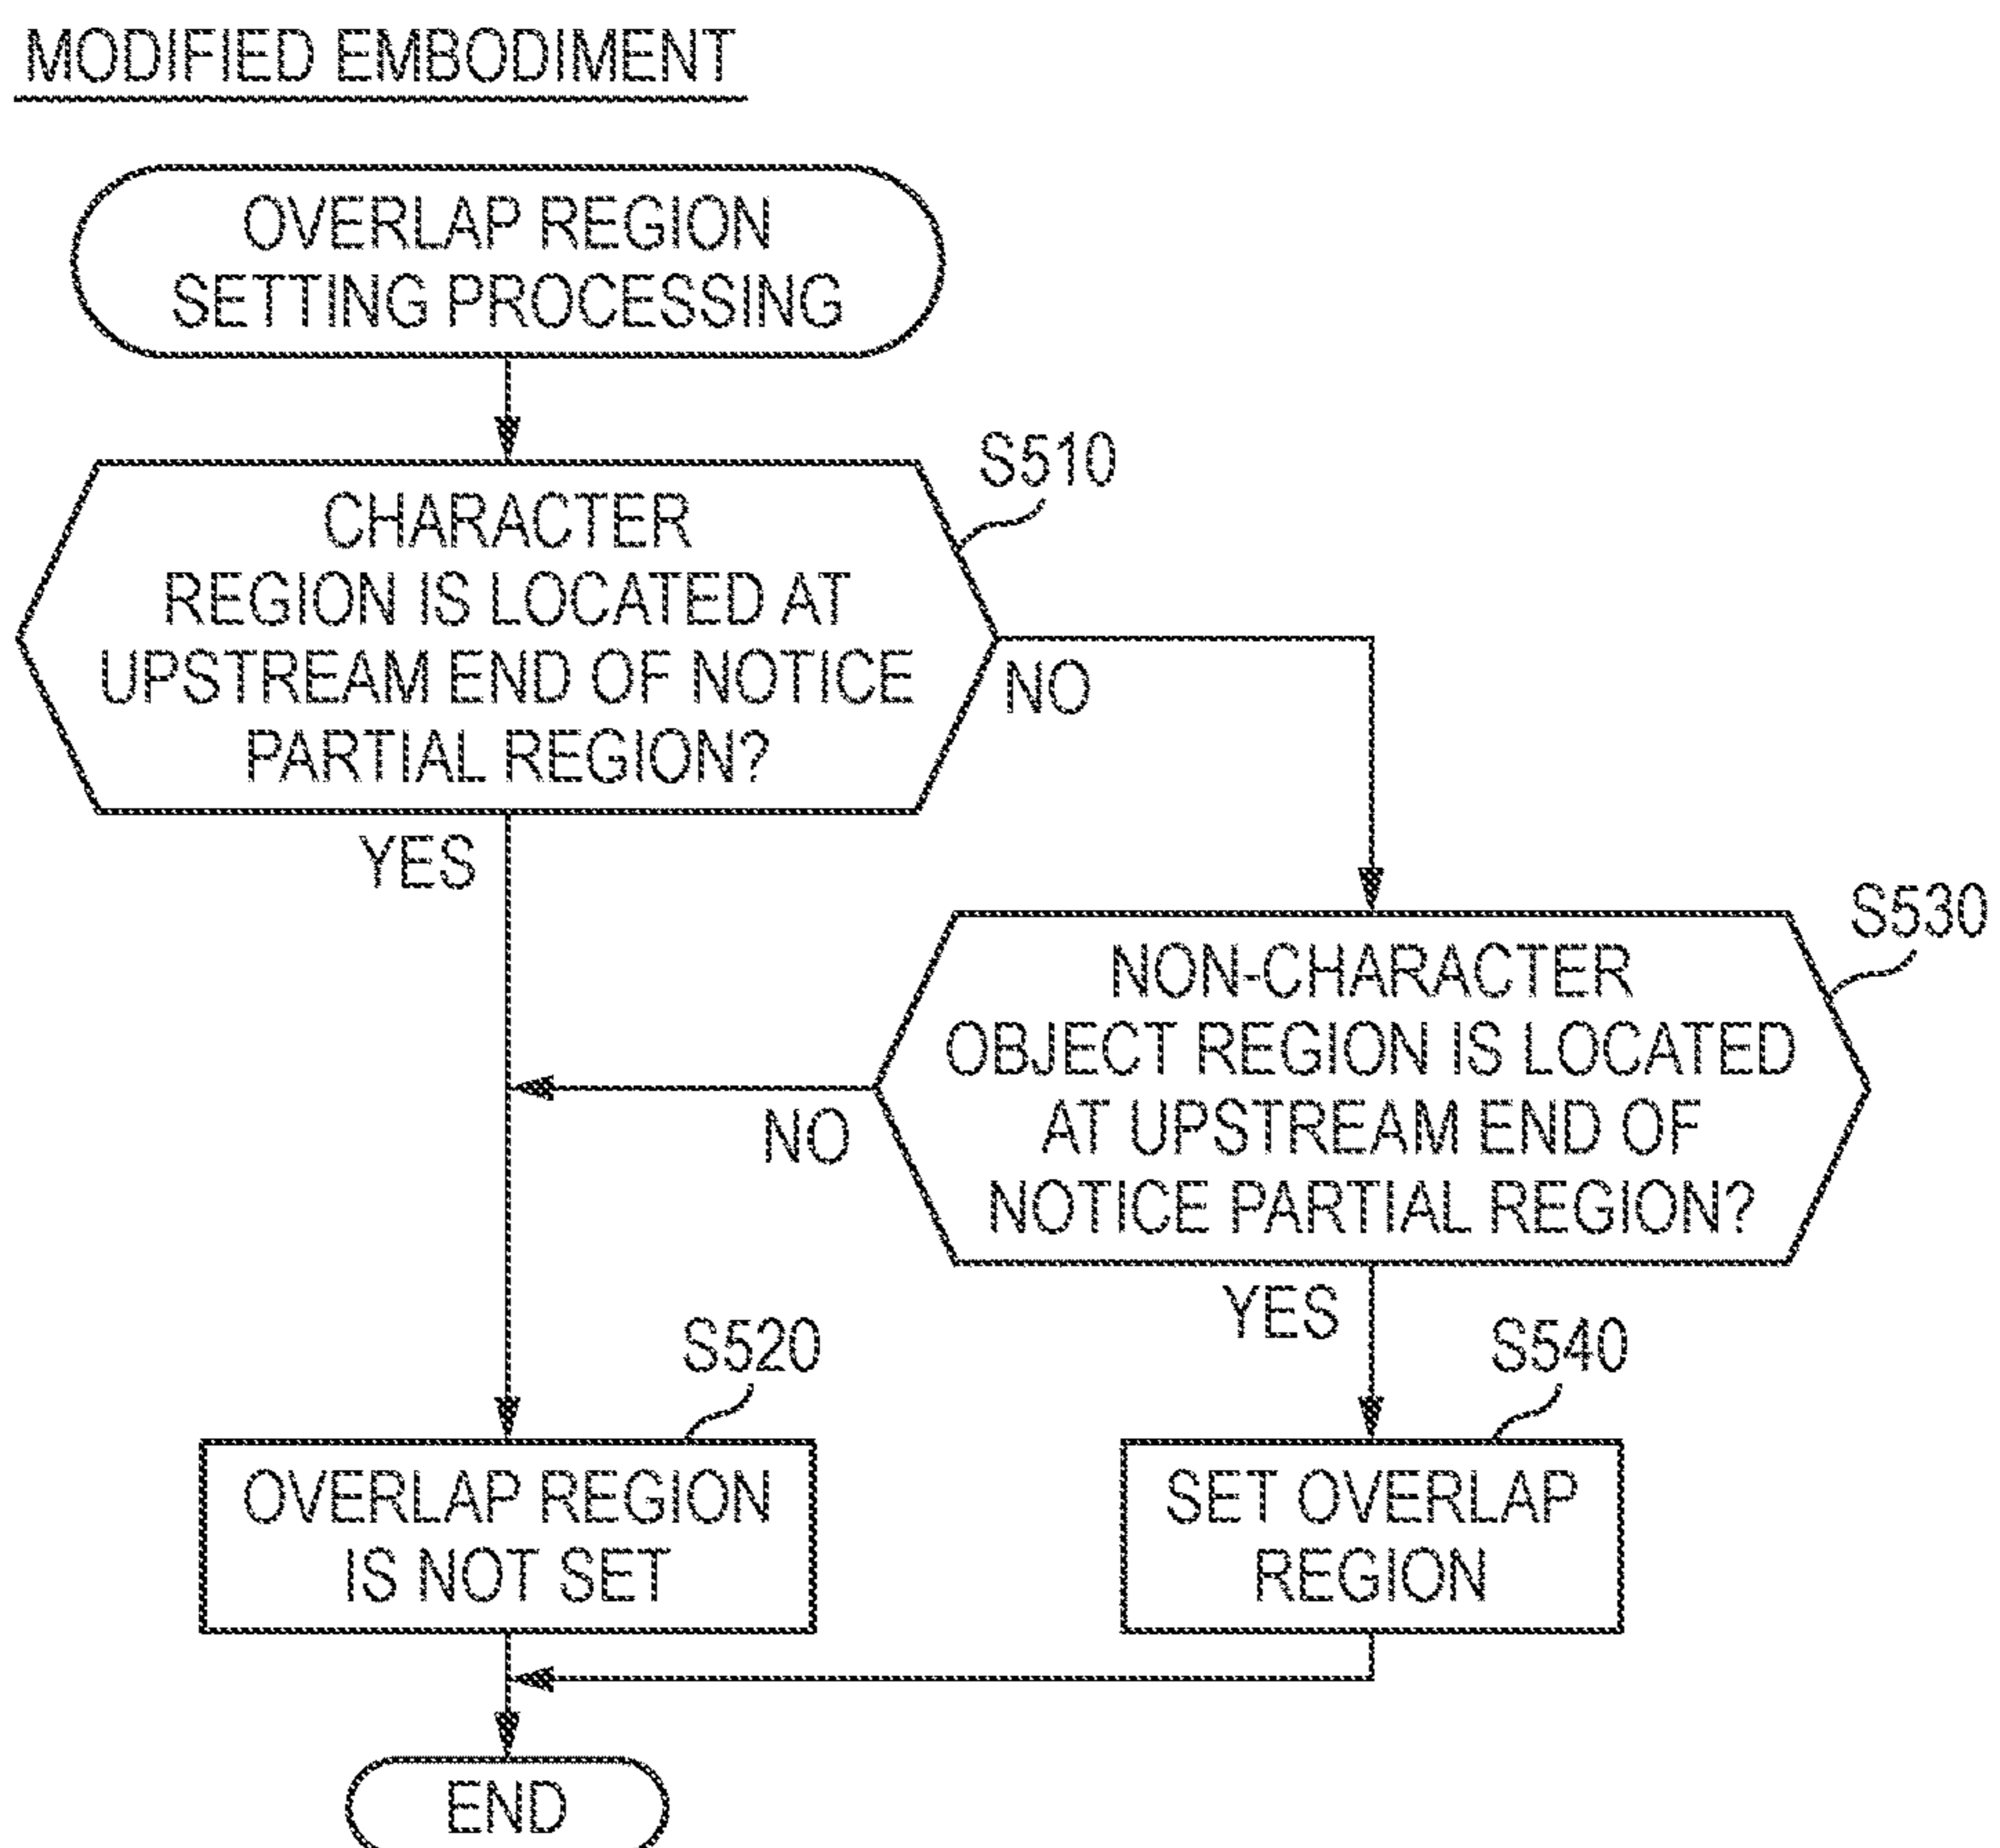 MODIFIED EMBODIMENT
OVERLAP REGION
SETTING PROCESSING
S510
CHARACTER
REGION IS LOCATED AT
UPSTREAM END OF NOTICE
PARTIAL REGION?
NO
YES
S530
NON-CHARACTER
OBJECT REGION IS LOCATED
AT UPSTREAM END OF
NOTICE PARTIAL REGION?
NO
YES
S520
S540
OVERLAP REGION
IS NOT SET
SET OVERLAP
REGION
END